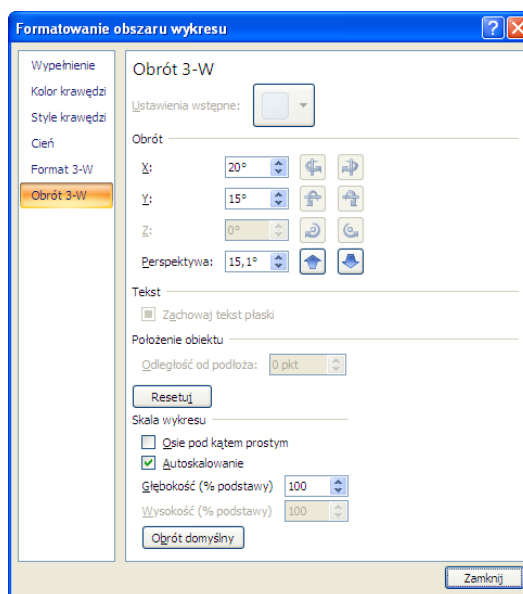 Formatowanie obszaru wykresu
Wypełnienie
Kolor krawędzi
Style krawędzi
Cień
Format 3-W
Obrót 3-W
Obrót 3-W
Ustawienia wstępne:
Obrót
X: 20°
Y: 15°
Z: 0°
Perspektywa: 15,1°
Tekst
Zachowaj tekst płaski
Położenie obiektu
Odległość od podłoża: 0 pkt
Resetuj
Skala wykresu
Osie pod kątem prostym
Autoskalowanie
Głębokość (% podstawy) 100
Wysokość (% podstawy) 100
Obrót domyślny
Zamknij